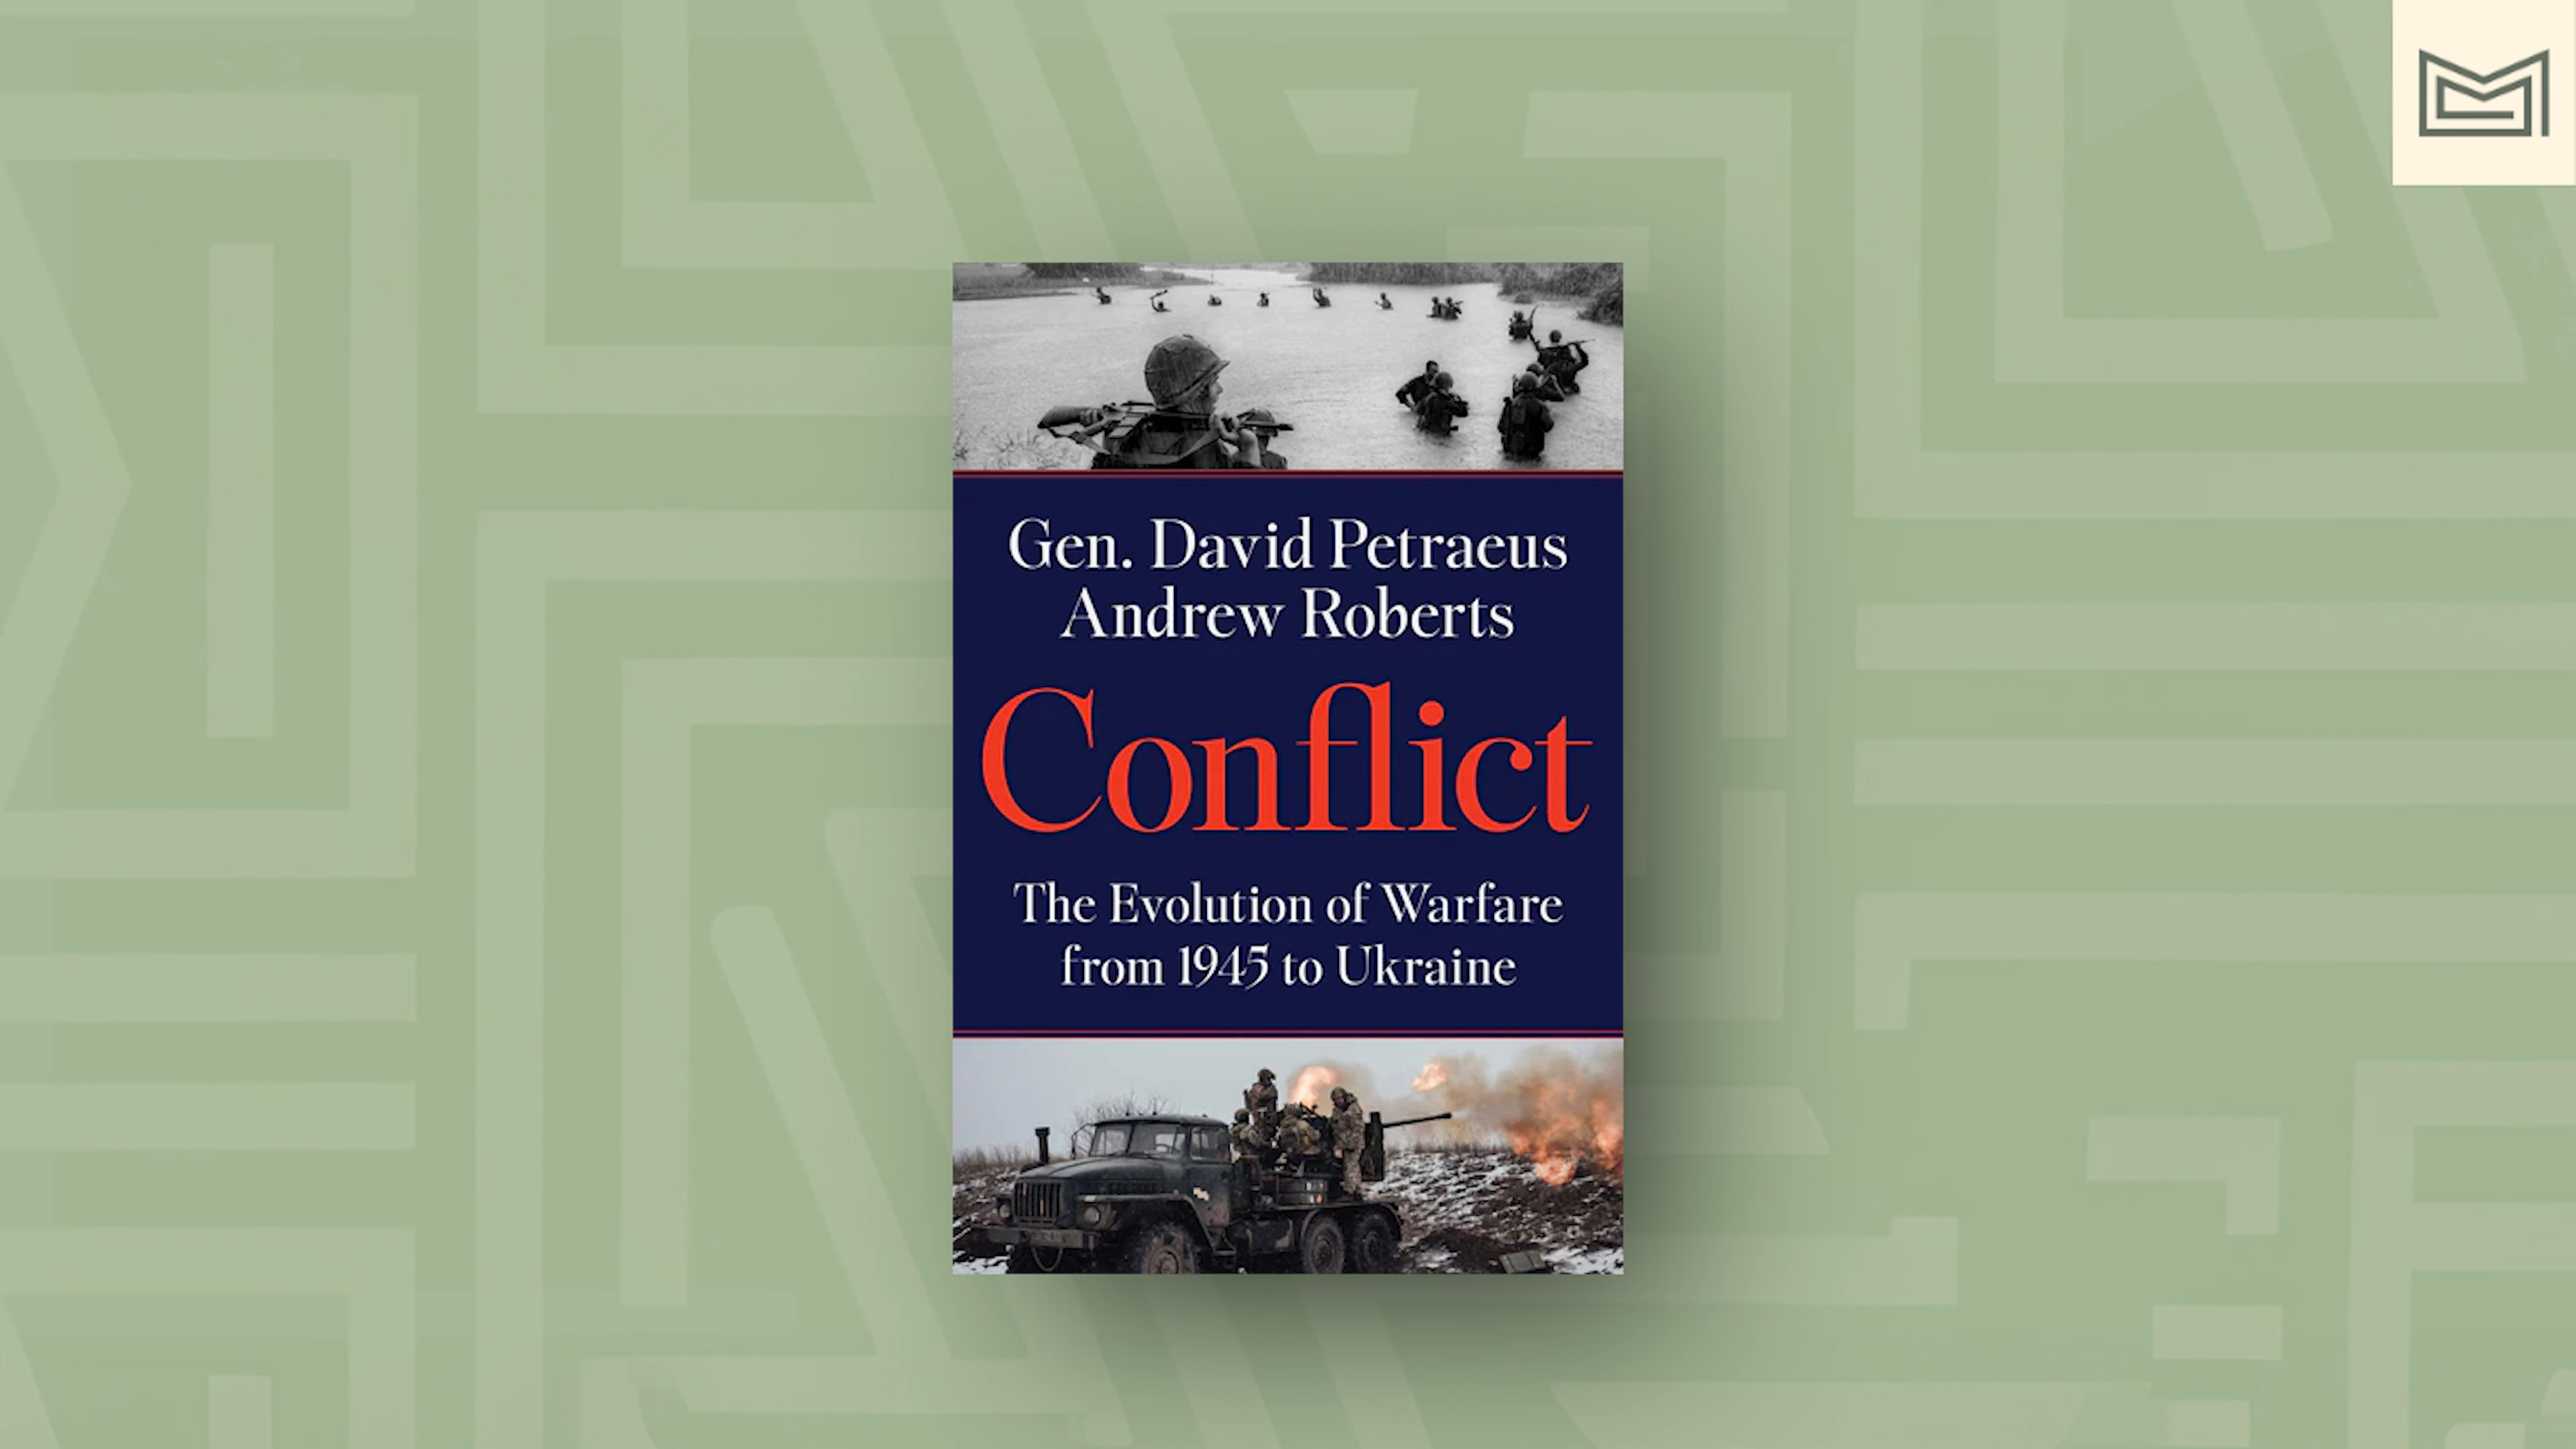 Gen. David Petraeus
Andrew Roberts
Conflict
The Evolution of Warfare
from 1945 to Ukraine